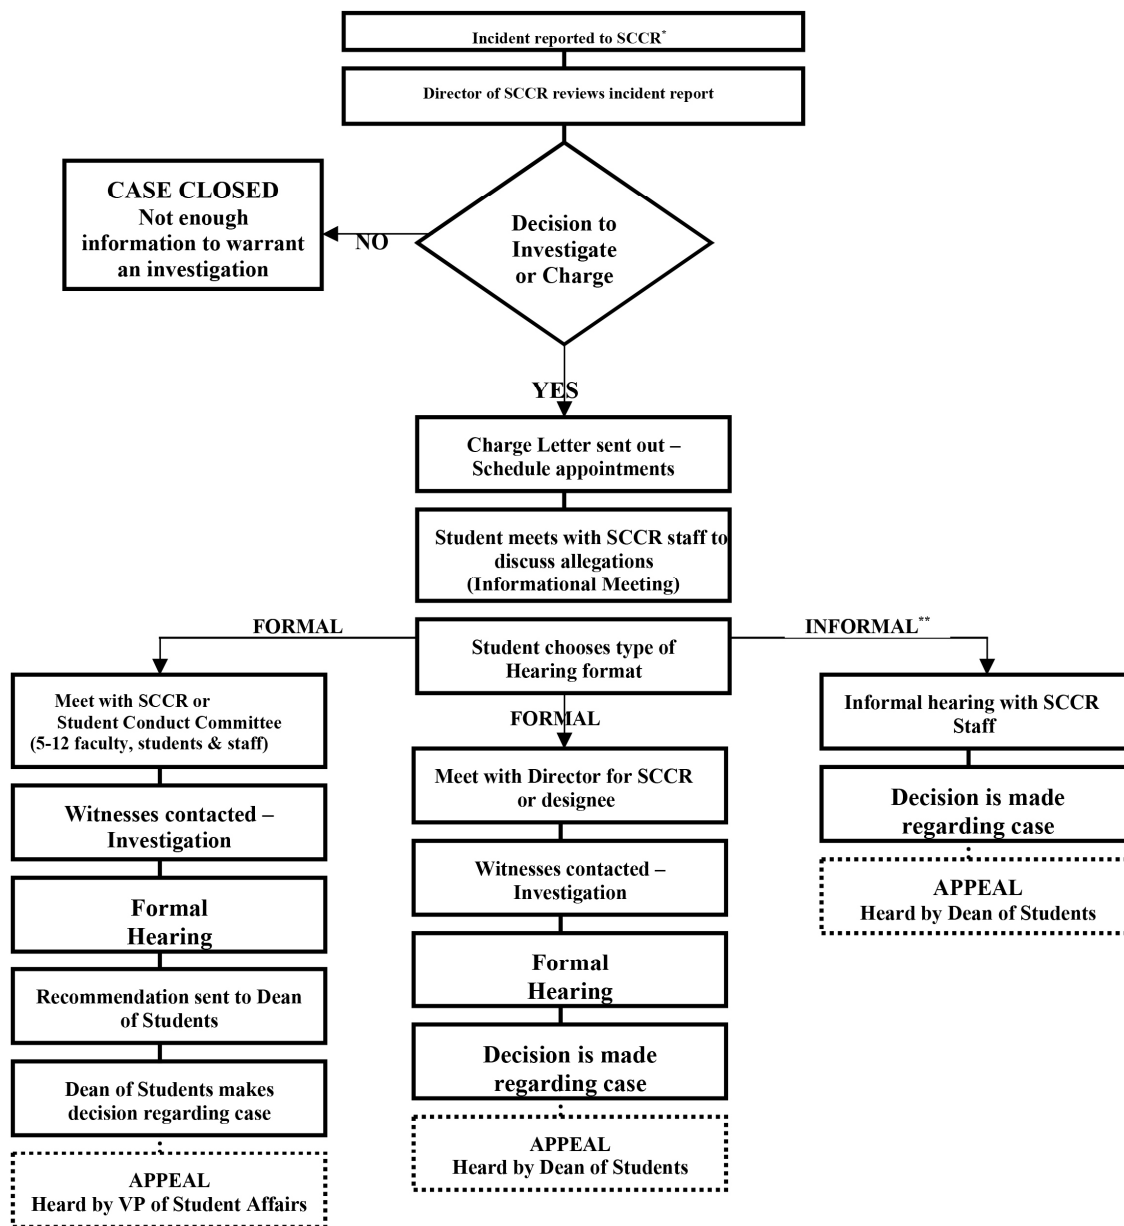 Incident reported to SCCR*
Director of SCCR reviews incident report
CASE CLOSED
Not enough
information to warrant
an investigation
NO
Decision to
Investigate
or Charge
YES
Charge Letter sent out –
Schedule appointments
Student meets with SCCR staff to
discuss allegations
(Informational Meeting)
FORMAL
Student chooses type of
Hearing format
INFORMAL**
FORMAL
Meet with SCCR or
Student Conduct Committee
(5-12 faculty, students & staff)
Witnesses contacted –
Investigation
Formal
Hearing
Recommendation sent to Dean
of Students
Dean of Students makes
decision regarding case
APPEAL
Heard by VP of Student Affairs
Meet with Director for SCCR
or designee
Witnesses contacted –
Investigation
Formal
Hearing
Decision is made
regarding case
APPEAL
Heard by Dean of Students
Informal hearing with SCCR
Staff
Decision is made
regarding case
APPEAL
Heard by Dean of Students